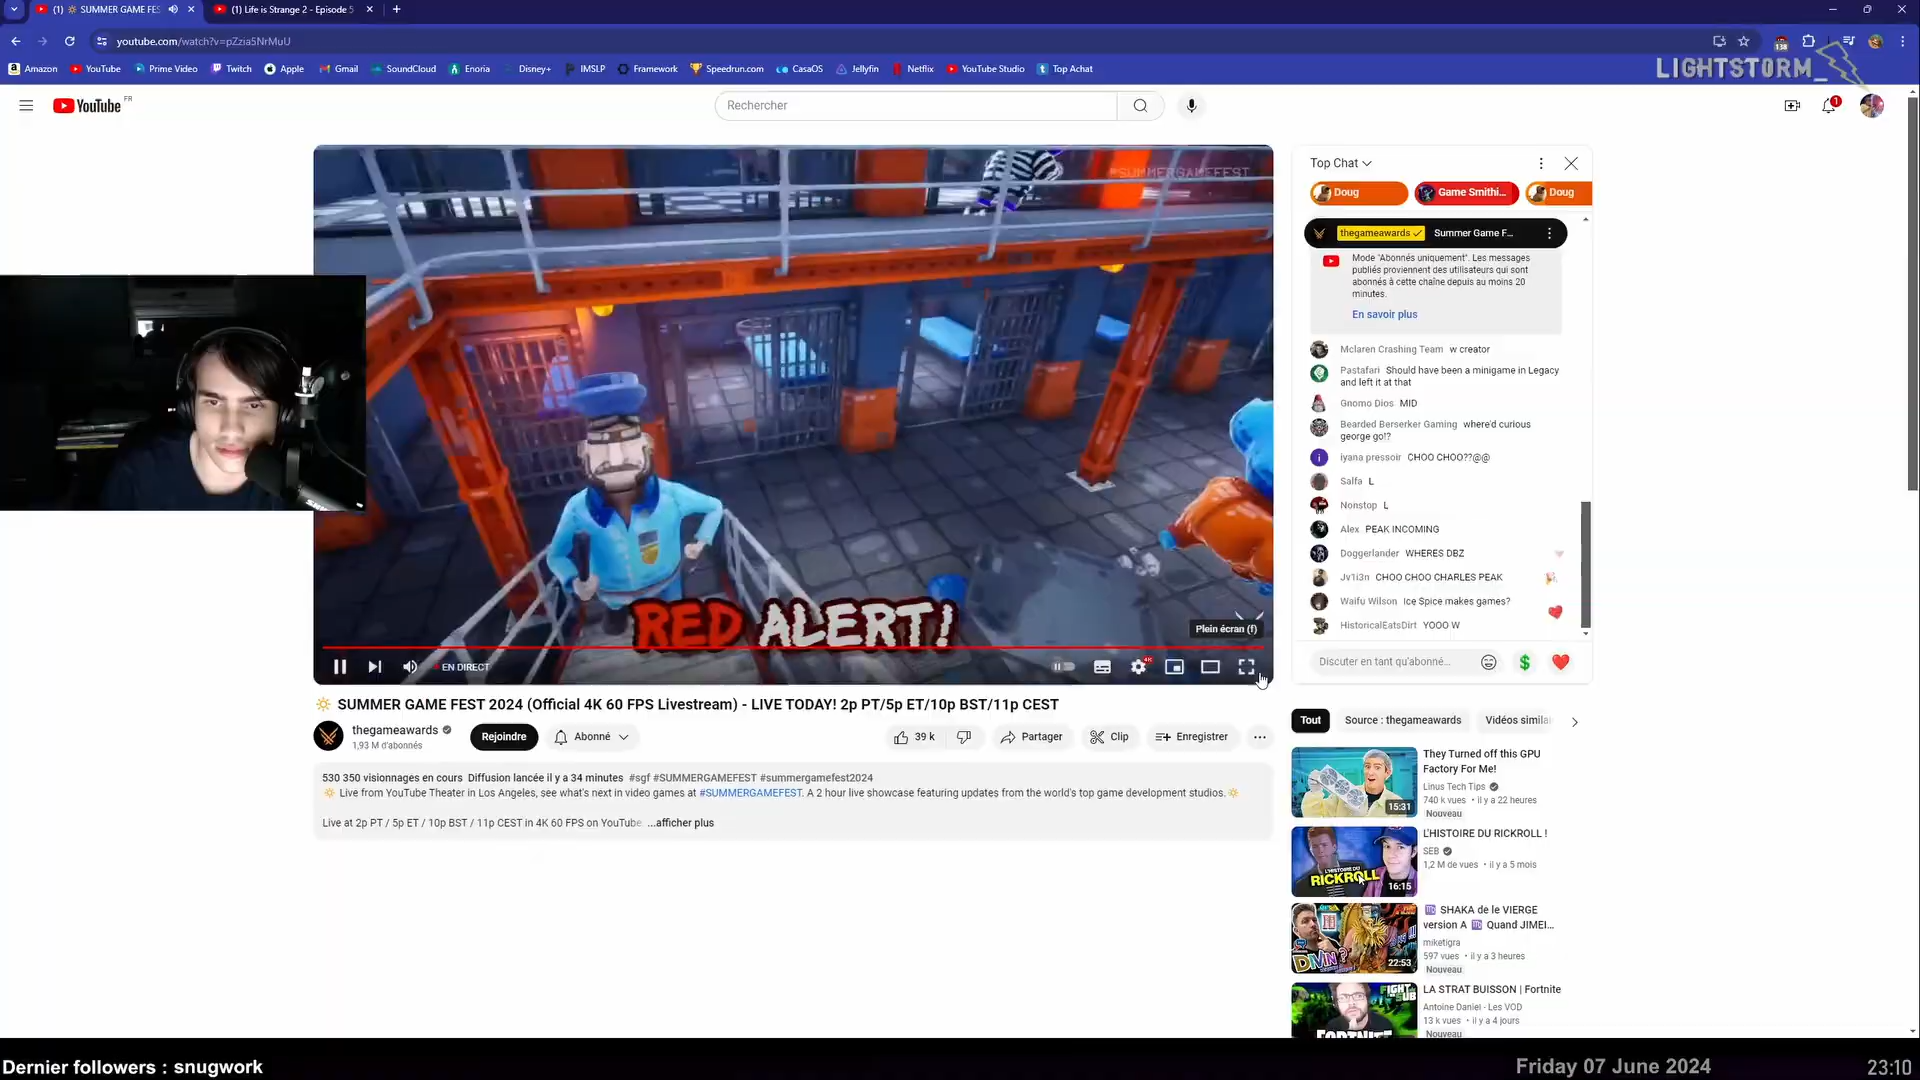 (1) 🔆 SUMMER GAME FES
(1) Life is Strange 2 - Episode 5
youtube.com/watch?v=pZzia5NrMuU
138
Amazon YouTube Prime Video Twitch Apple Gmail SoundCloud Enoria Disney+ IMSLP Framework Speedrun.com CasaOS Jellyfin Netflix YouTube Studio Top Achat
LIGHTSTORM_
YouTube FR
Rechercher
1
#SUMMERGAMEFEST
RED ALERT!
Plein écran (f)
EN DIRECT
4K
🔆 SUMMER GAME FEST 2024 (Official 4K 60 FPS Livestream) - LIVE TODAY! 2p PT/5p ET/10p BST/11p CEST
thegameawards
1,93 M d'abonnés
Rejoindre
Abonné
39 k
Partager
Clip
Enregistrer
530 350 visionnages en cours Diffusion lancée il y a 34 minutes #sgf #SUMMERGAMEFEST #summergamefest2024
🔆 Live from YouTube Theater in Los Angeles, see what's next in video games at #SUMMERGAMEFEST. A 2 hour live showcase featuring updates from the world's top game development studios.🔆
Live at 2p PT / 5p ET / 10p BST / 11p CEST in 4K 60 FPS on YouTube. ...afficher plus
Top Chat
Doug
Game Smithi...
Doug
thegameawards Summer Game F...
Mode "Abonnés uniquement". Les messages
publiés proviennent des utilisateurs qui sont
abonnés à cette chaîne depuis au moins 20
minutes.
En savoir plus
Mclaren Crashing Team w creator
Pastafari Should have been a minigame in Legacy
and left it at that
Gnomo Dios MID
Bearded Berserker Gaming where'd curious
george go!?
iyana pressoir CHOO CHOO??@@
Salfa L
Nonstop L
Alex PEAK INCOMING
Doggerlander WHERES DBZ
Jv1i3n CHOO CHOO CHARLES PEAK
Waifu Wilson Ice Spice makes games?
HistoricalEatsDirt YOOO W
Discuter en tant qu'abonné...
Tout
Source : thegameawards
Vidéos simila
They Turned off this GPU
Factory For Me!
Linus Tech Tips
740 k vues • il y a 22 heures
Nouveau
15:31
L'HISTOIRE DU RICKROLL !
SEB
1,2 M de vues • il y a 5 mois
L'HISTOIRE DU
RICKROLL
16:15
♍ SHAKA de le VIERGE
version A ♍ Quand JIMEI...
miketigra
597 vues • il y a 3 heures
Nouveau
DIVIN ?
22:53
LA STRAT BUISSON | Fortnite
Antoine Daniel - Les VOD
13 k vues • il y a 4 jours
Nouveau
FORTNITE
Dernier followers : snugwork
Friday 07 June 2024
23:10